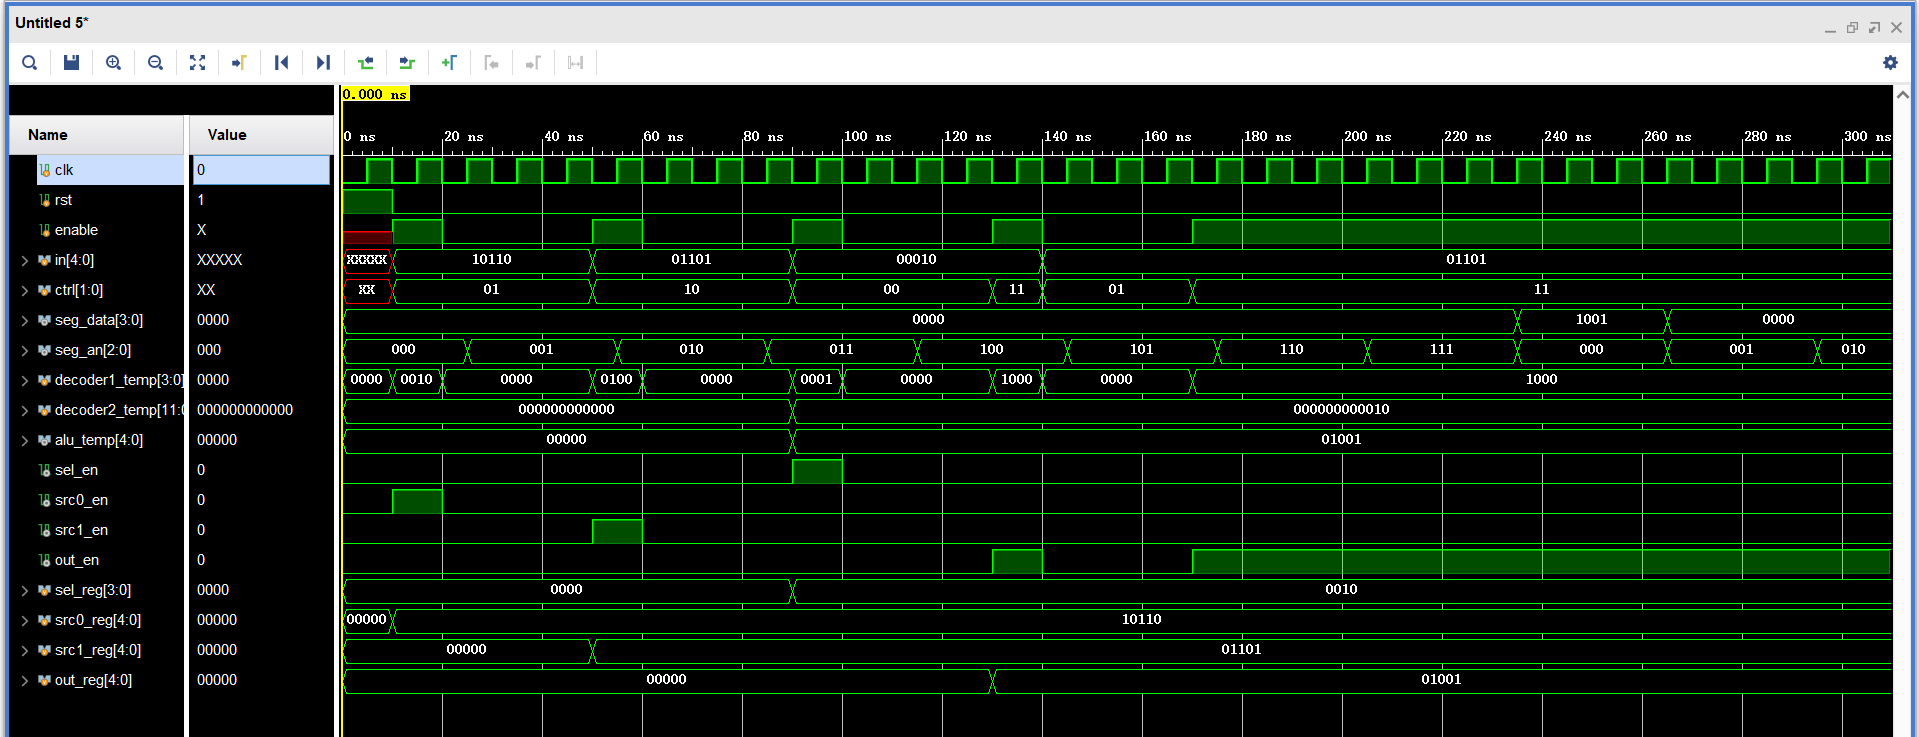 Untitled 5*
0.000 ns
Name Value
0 ns 20 ns 40 ns 60 ns 80 ns 100 ns 120 ns 140 ns 160 ns 180 ns 200 ns 220 ns 240 ns 260 ns 280 ns 300 ns
clk 0
rst 1
enable X
in[4:0] XXXXX XXXXX 10110 01101 00010 01101
ctrl[1:0] XX XX 01 10 00 11 01 11
seg_data[3:0] 0000 0000 1001 0000
seg_an[2:0] 000 000 001 010 011 100 101 110 111 000 001 010
decoder1_temp[3:0] 0000 0000 0010 0000 0100 0000 0001 0000 1000 0000 1000
decoder2_temp[11:0 000000000000 000000000000 000000000010
alu_temp[4:0] 00000 00000 01001
sel_en 0
src0_en 0
src1_en 0
out_en 0
sel_reg[3:0] 0000 0000 0010
src0_reg[4:0] 00000 00000 10110
src1_reg[4:0] 00000 00000 01101
out_reg[4:0] 00000 00000 01001